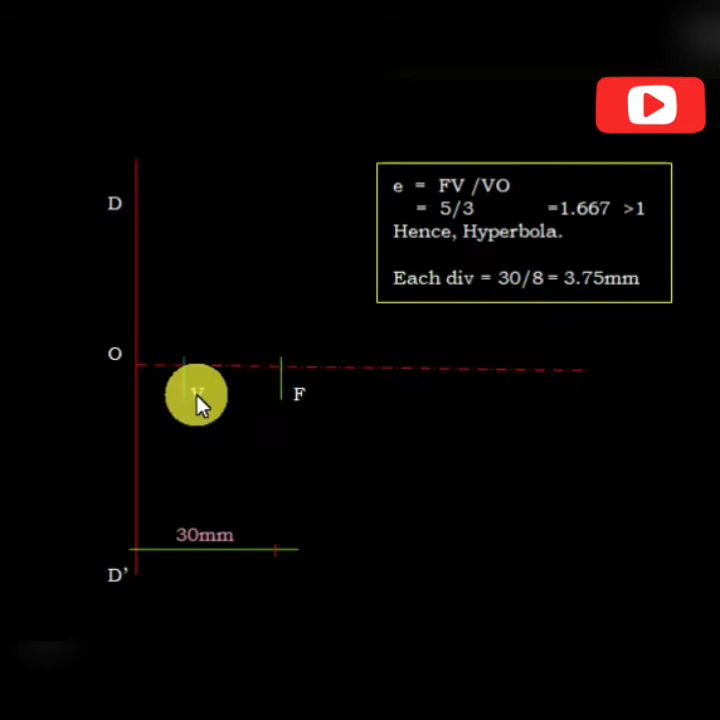 D
e = FV /VO
= 5/3 =1.667 >1
Hence, Hyperbola.
Each div = 30/8 = 3.75mm
O
V
F
30mm
D’